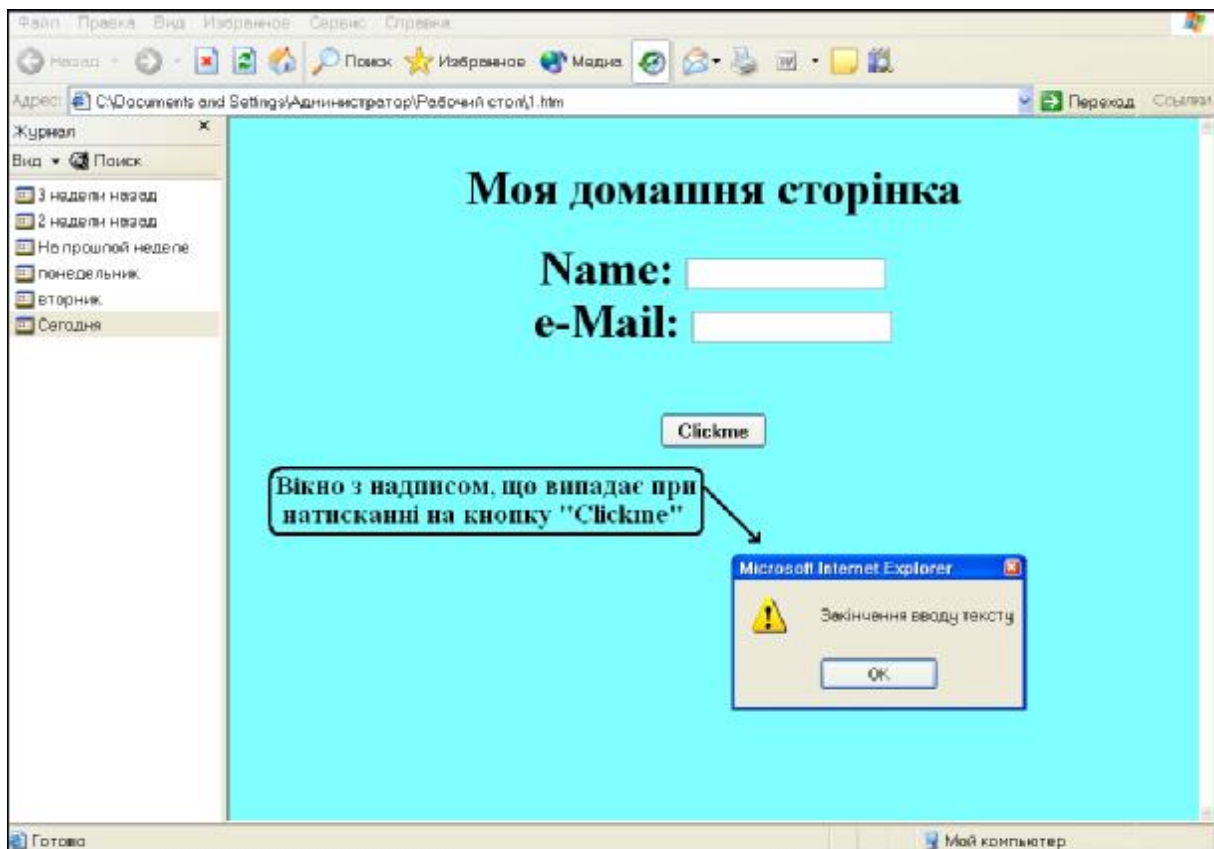 Файл Правка Вид Избранное Сервис Справка
Назад Поиск Избранное Медиа
Адрес: C:\Documents and Settings\Администратор\Рабочий стол\1.htm Переход Ссылки
Журнал
Вид Поиск
3 недели назад
2 недели назад
На прошлой неделе
понедельник
вторник
Сегодня
Моя домашня сторінка
Name:
e-Mail:
Clickme
Вікно з надписом, що випадає при
натисканні на кнопку "Clickme"
Microsoft Internet Explorer
Закінчення вводу тексту
OK
Готово Мой компьютер